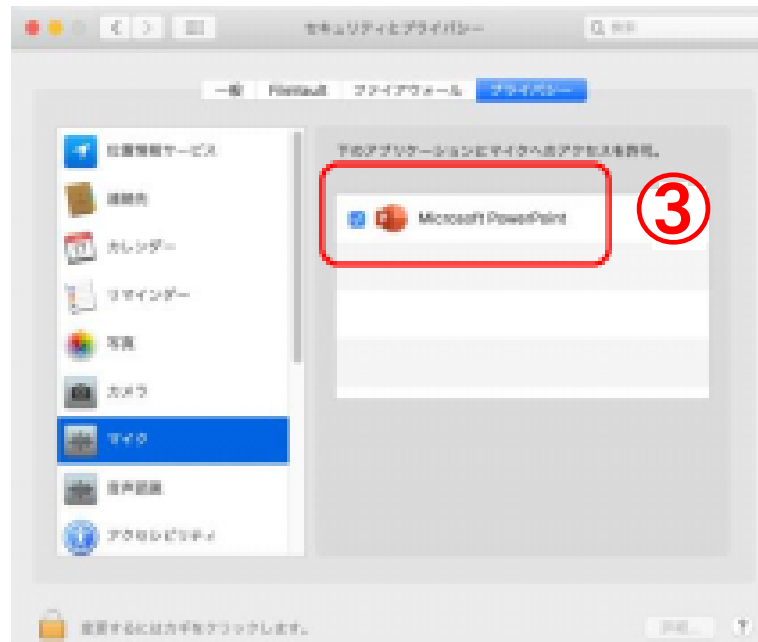 セキュリティとプライバシー
検索
一般 FileVault ファイアウォール プライバシー
位置情報サービス
連絡先
カレンダー
リマインダー
写真
カメラ
マイク
音声認識
アクセシビリティ
下のアプリケーションにマイクへのアクセスを許可。
Microsoft PowerPoint
③
変更するにはカギをクリックします。
詳細...
?